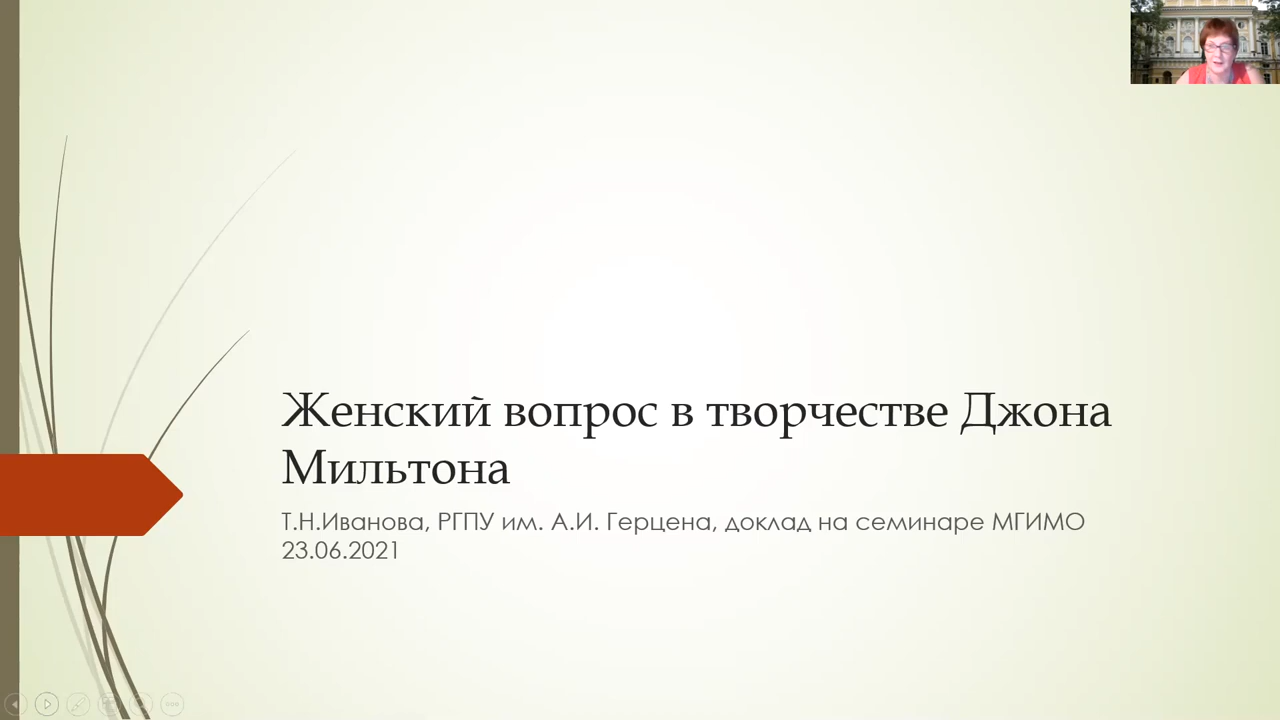 Женский вопрос в творчестве Джона
Мильтона
Т.Н.Иванова, РГПУ им. А.И. Герцена, доклад на семинаре МГИМО
23.06.2021